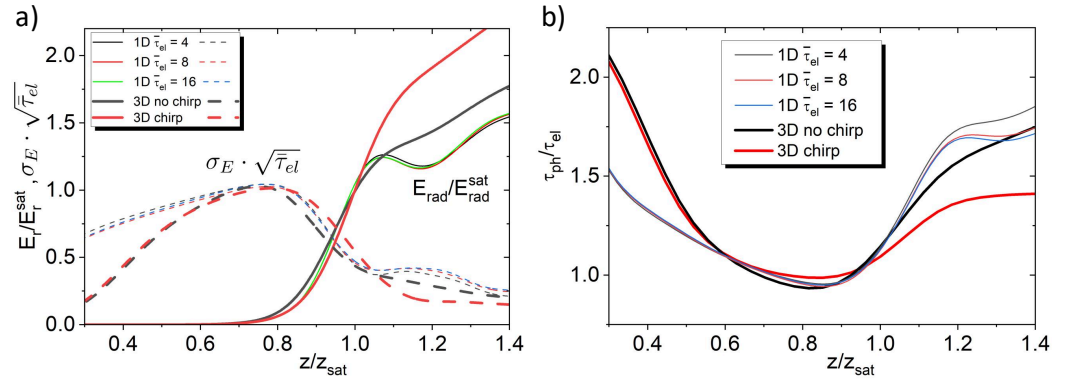 a)
1D τ̄el = 4
1D τ̄el = 8
1D τ̄el = 16
3D no chirp
3D chirp
σE · √τ̿el
Erad/Erad^sat
Er/Er^sat , σE · √τ̿el
2.0
1.5
1.0
0.5
0.0
0.4 0.6 0.8 1.0 1.2 1.4
z/zsat
b)
1D τ̄el = 4
1D τ̄el = 8
1D τ̄el = 16
3D no chirp
3D chirp
τph/τel
2.0
1.5
1.0
0.4 0.6 0.8 1.0 1.2 1.4
z/zsat